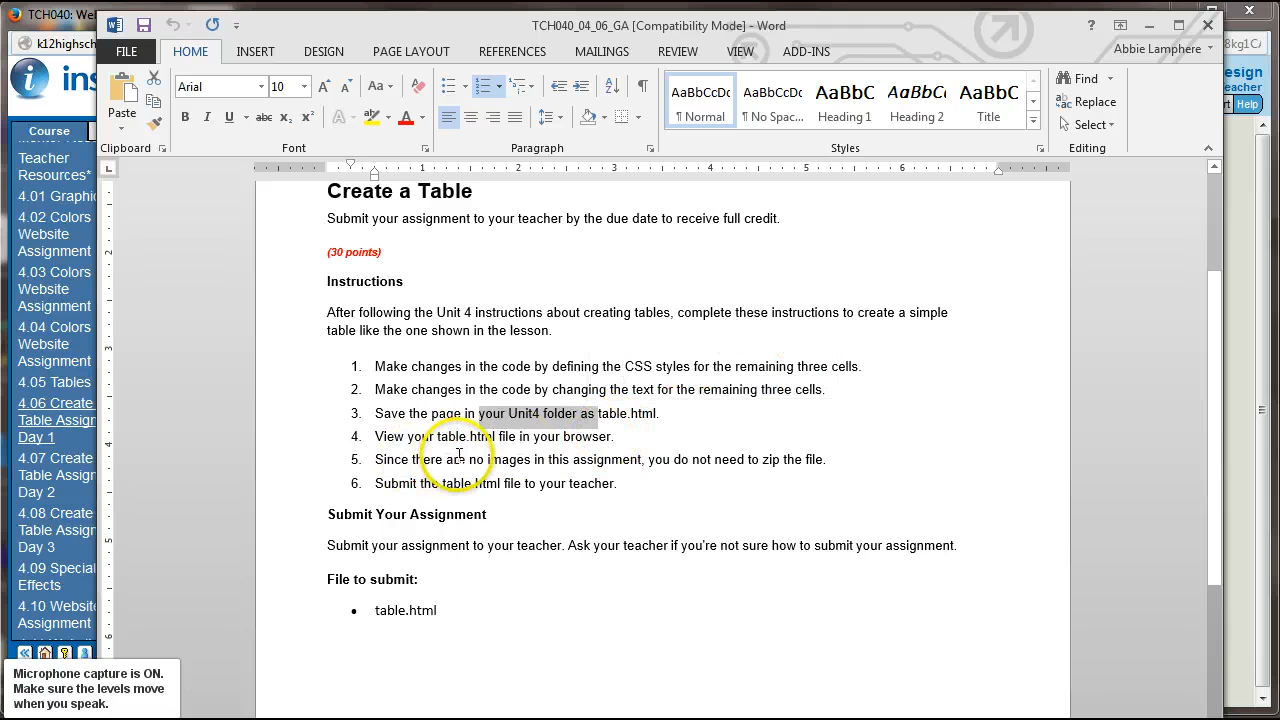 TCH040: Wel
k12highsch
8kg1C
ins
esign
eacher
rt Help
Course
Teacher
Resources*
4.01 Graphic
4.02 Colors
Website
Assignment
4.03 Colors
Website
Assignment
4.04 Colors
Website
Assignment
4.05 Tables
4.06 Create
Table Assign
Day 1
4.07 Create
Table Assign
Day 2
4.08 Create
Table Assign
Day 3
4.09 Special
Effects
4.10 Website
Assignment
TCH040_04_06_GA [Compatibility Mode] - Word
FILE HOME INSERT DESIGN PAGE LAYOUT REFERENCES MAILINGS REVIEW VIEW ADD-INS
Abbie Lamphere
Paste
Arial 10
Clipboard Font Paragraph Styles Editing
AaBbCcDc AaBbCcDc AaBbC AaBbCc AaBbC
¶ Normal ¶ No Spac... Heading 1 Heading 2 Title
Find
Replace
Select
1 2 3 4 5 6
Create a Table
Submit your assignment to your teacher by the due date to receive full credit.
(30 points)
Instructions
After following the Unit 4 instructions about creating tables, complete these instructions to create a simple
table like the one shown in the lesson.
1. Make changes in the code by defining the CSS styles for the remaining three cells.
2. Make changes in the code by changing the text for the remaining three cells.
3. Save the page in your Unit4 folder as table.html.
4. View your table.html file in your browser.
5. Since there are no images in this assignment, you do not need to zip the file.
6. Submit the table.html file to your teacher.
Submit Your Assignment
Submit your assignment to your teacher. Ask your teacher if you're not sure how to submit your assignment.
File to submit:
• table.html
Microphone capture is ON.
Make sure the levels move
when you speak.